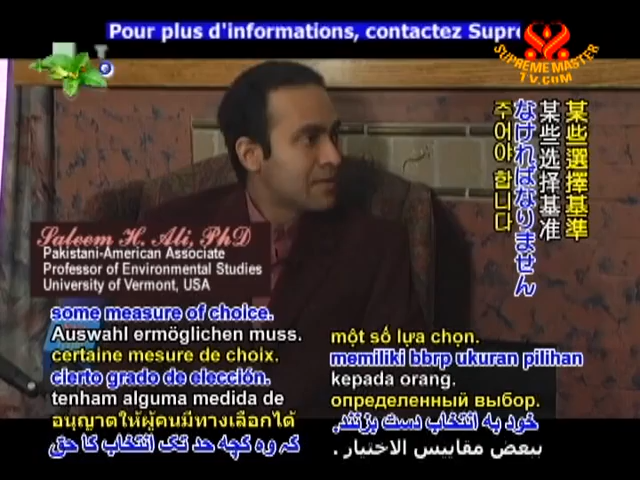 Pour plus d'informations, contactez Supre
SUPREME MASTER
TV.COM
某些選擇基準
某些选择基准
なければなりません
주어야 합니다
Saleem H. Ali, PhD
Pakistani-American Associate
Professor of Environmental Studies
University of Vermont, USA
some measure of choice.
Auswahl ermöglichen muss.
certaine mesure de choix.
cierto grado de elección.
tenham alguma medida de
อนุญาตให้ผู้คนมีทางเลือกได้
کہ وہ کچھ حد تک انتخاب کا حق
một số lựa chọn.
memiliki bbrp ukuran pilihan
kepada orang.
определенный выбор.
خود به انتخاب دست بزنند.
ببعض مقاييس الاختيار.